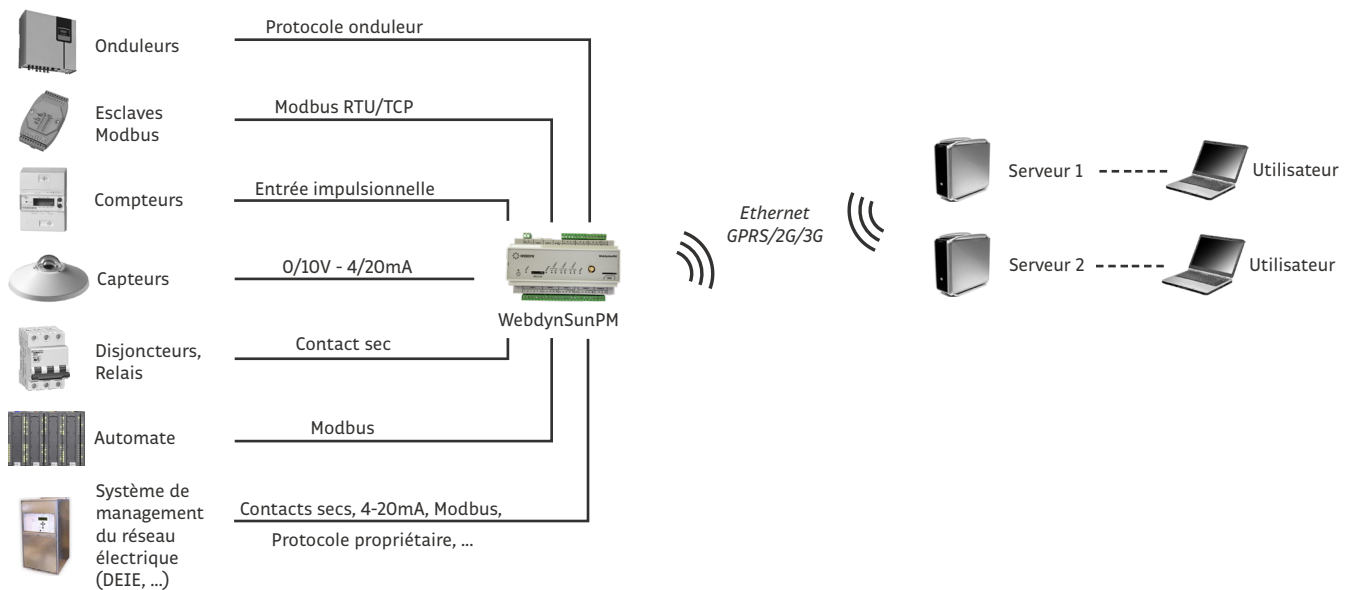 Protocole onduleur
Onduleurs
Modbus RTU/TCP
Esclaves
Modbus
Entrée impulsionnelle
Compteurs
0/10V - 4/20mA
Capteurs
WebdynSunPM
Contact sec
Disjoncteurs,
Relais
Modbus
Automate
Système de
management
du réseau
électrique
(DEIE, ...)
Contacts secs, 4-20mA, Modbus,
Protocole propriétaire, ...
Ethernet
GPRS/2G/3G
Serveur 1
Utilisateur
Serveur 2
Utilisateur